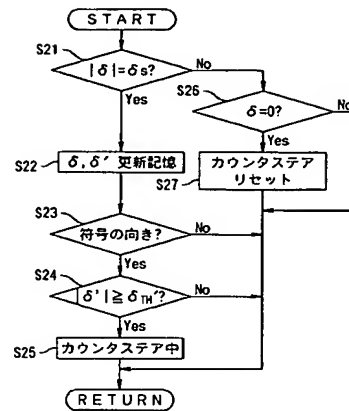 START
S21
|δ|=δs?
No
Yes
S26
δ=0?
No
Yes
S22
δ,δ′ 更新記憶
カウンタステア
リセット
S27
S23
符号の向き?
No
Yes
S24
|δ′|≧δTH′?
No
Yes
S25
カウンタステア中
RETURN